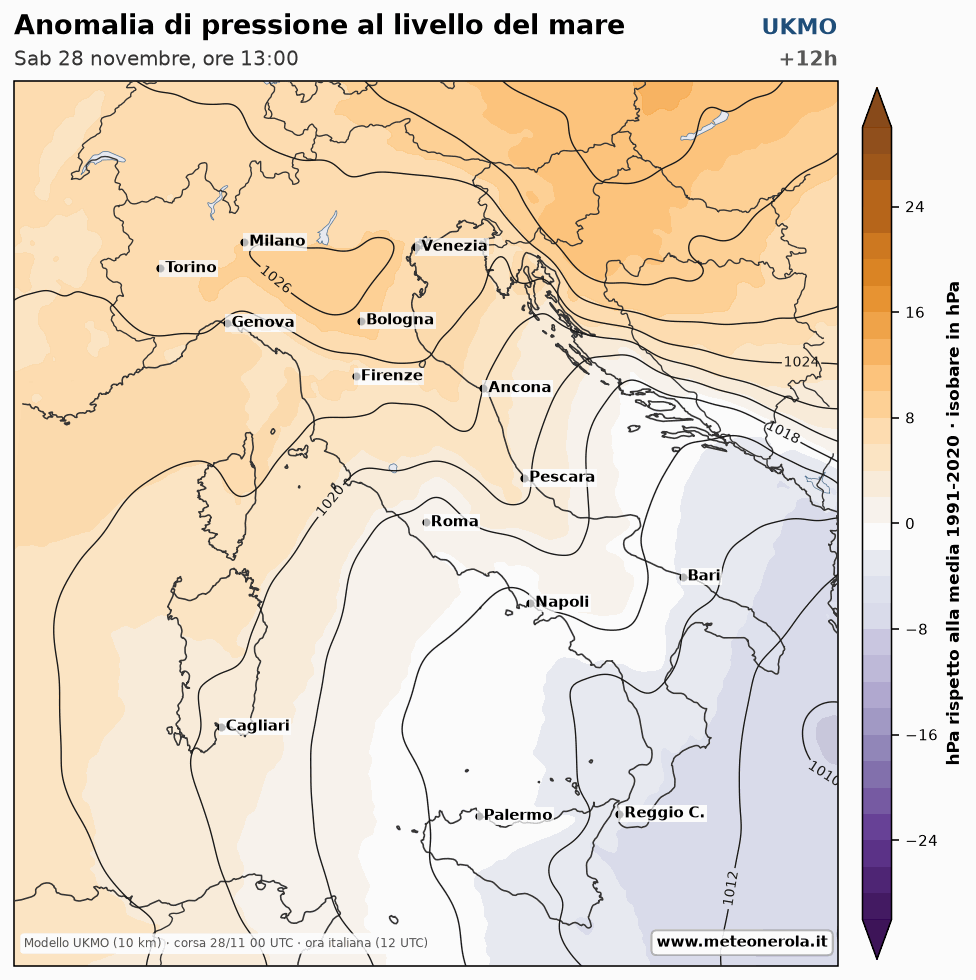 Anomalia di pressione al livello del mare
UKMO
Sab 28 novembre, ore 13:00
+12h
Milano
Venezia
Torino
1026
Genova
Bologna
1024
Firenze
Ancona
1018
Pescara
1020
Roma
Bari
Napoli
Cagliari
1010
Palermo
Reggio C.
1012
Modello UKMO (10 km) · corsa 28/11 00 UTC · ora italiana (12 UTC)
www.meteonerola.it
24
16
8
0
−8
−16
−24
hPa rispetto alla media 1991-2020 · isobare in hPa